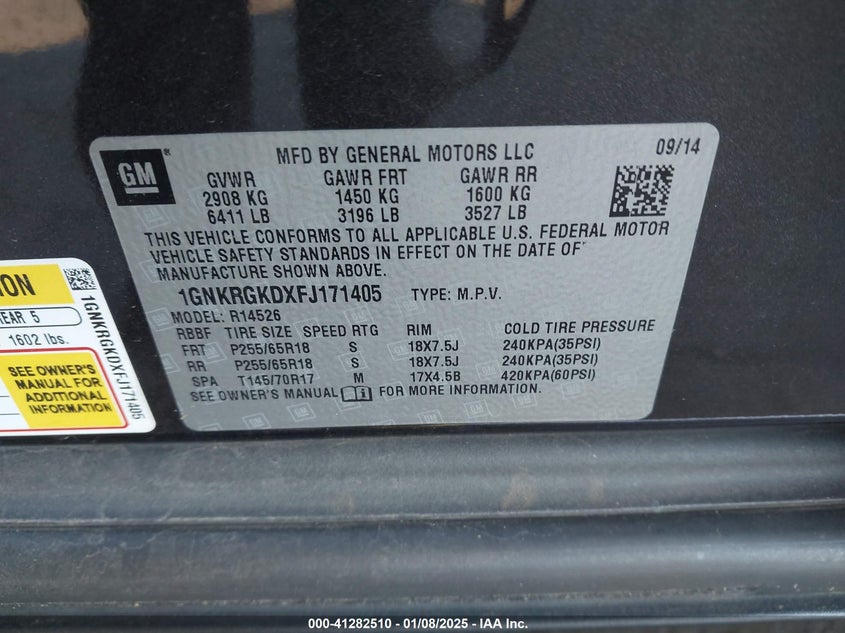 GM
MFD BY GENERAL MOTORS LLC
09/14
GVWR GAWR FRT GAWR RR
2908 KG 1450 KG 1600 KG
6411 LB 3196 LB 3527 LB
THIS VEHICLE CONFORMS TO ALL APPLICABLE U.S. FEDERAL MOTOR
VEHICLE SAFETY STANDARDS IN EFFECT ON THE DATE OF
MANUFACTURE SHOWN ABOVE.
1GNKRGKDXFJ171405 TYPE: M.P.V.
MODEL: R14526
RBBF TIRE SIZE SPEED RTG RIM COLD TIRE PRESSURE
FRT P255/65R18 S 18X7.5J 240KPA(35PSI)
RR P255/65R18 S 18X7.5J 240KPA(35PSI)
SPA T145/70R17 M 17X4.5B 420KPA(60PSI)
SEE OWNER'S MANUAL FOR MORE INFORMATION.
ION
REAR 5
1602 lbs.
SEE OWNER'S
MANUAL FOR
ADDITIONAL
INFORMATION
1GNKRGKDXFJ171405
000-41282510 - 01/08/2025 - © IAA Inc.